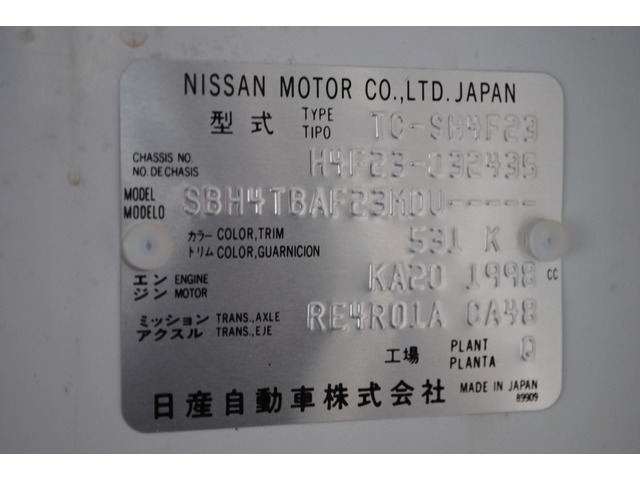 NISSAN MOTOR CO.,LTD. JAPAN
型式 TYPE TIPO TC-SH4F23
CHASSIS NO. NO. DE CHASIS H4F23-032435
MODEL MODELO SBH4TBAF23MDU-----
カラー トリム COLOR, TRIM COLOR, GUARNICION 531 K
エンジン ENGINE MOTOR KA20 1998 CC
ミッション アクスル TRANS., AXLE TRANS., EJE RE4R01A CA48
工場 PLANT PLANTA Q
日産自動車株式会社 MADE IN JAPAN
89909